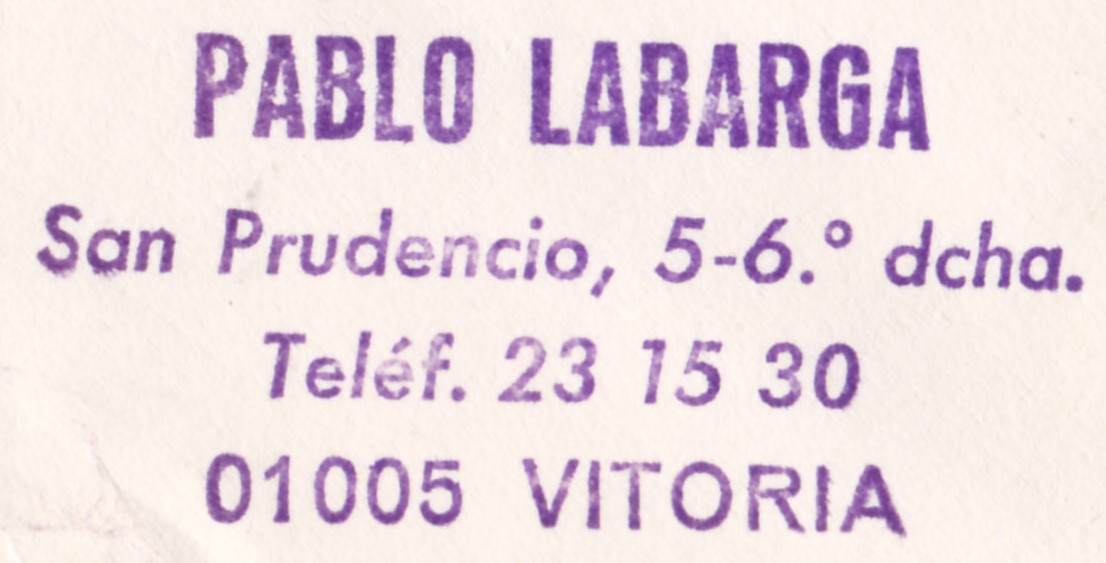 PABLO LABARGA
San Prudencio, 5-6.° dcha.
Teléf. 23 15 30
01005 VITORIA